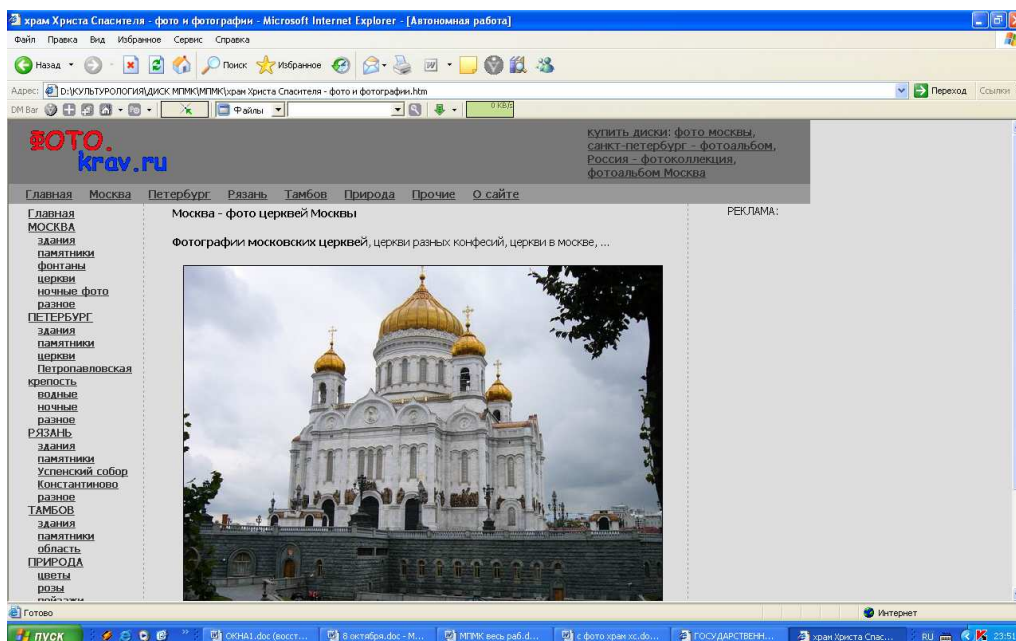 храм Христа Спасителя - фото и фотографии - Microsoft Internet Explorer - [Автономная работа]
Файл Правка Вид Избранное Сервис Справка
Назад Поиск Избранное
Адрес: D:\КУЛЬТУРОЛОГИЯ\ДИСК МПМК\МПМК\храм Христа Спасителя - фото и фотографии.htm Переход Ссылки
DM Bar Файлы 0 KB/s
ФОТО.
krav.ru
купить диски: фото москвы,
санкт-петербург - фотоальбом,
Россия - фотоколлекция,
фотоальбом Москва
Главная Москва Петербург Рязань Тамбов Природа Прочие О сайте
Главная
МОСКВА
здания
памятники
фонтаны
церкви
ночные фото
разное
ПЕТЕРБУРГ
здания
памятники
церкви
Петропавловская
крепость
водные
ночные
разное
РЯЗАНЬ
здания
памятники
Успенский собор
Константиново
разное
ТАМБОВ
здания
памятники
область
ПРИРОДА
цветы
розы
пейзажи
Москва - фото церквей Москвы
Фотографии московских церквей, церкви разных конфесий, церкви в москве, ...
РЕКЛАМА:
Готово Интернет
пуск ОКНА1.doc (восст... 8 октября.doc - M... МПМК весь раб.d... с фото храм хс.do... ГОСУДАРСТВЕНН... храм Христа Спас... RU 23:51